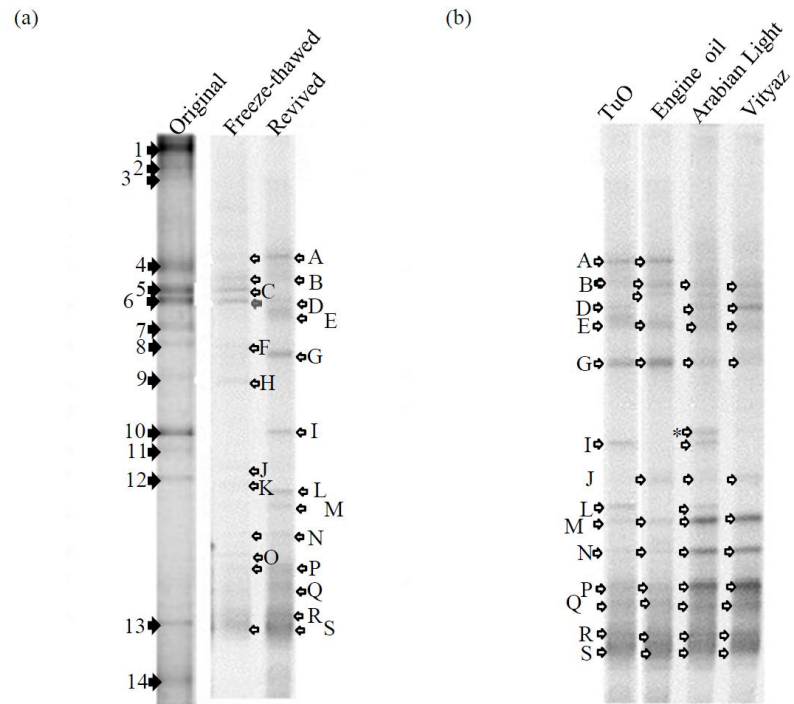 (a)
Original
Freeze-thawed
Revived
1
2
3
4
5
6
7
8
9
10
11
12
13
14
A
B
C
D
E
F
G
H
I
J
K
L
M
N
O
P
Q
R
S
(b)
TuO
Engine oil
Arabian Light
Vityaz
A
B
D
E
G
*
I
J
L
M
N
P
Q
R
S